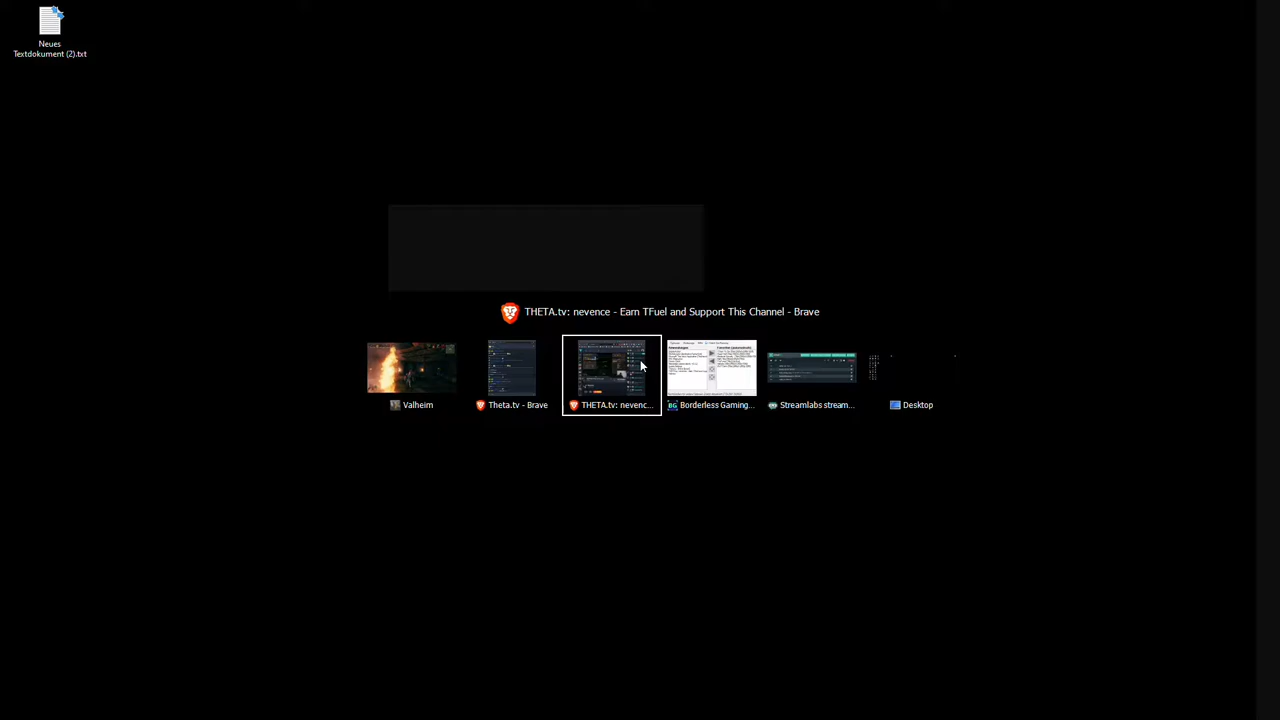 Neues
Textdokument (2).txt
THETA.tv: nevence - Earn TFuel and Support This Channel - Brave
Valheim
Theta.tv - Brave
THETA.tv: nevenc...
Borderless Gaming...
Streamlabs stream...
Desktop